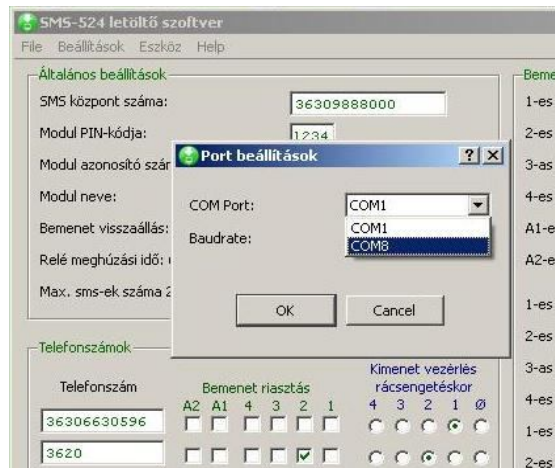 SMS-524 letöltő szoftver
File Beállítások Eszköz Help
Általános beállítások
SMS központ száma: 36309888000
Modul PIN-kódja: 1234
Modul azonosító szám
Modul neve:
Bemenet visszaállás:
Relé meghúzási idő:
Max. sms-ek száma 2
Port beállítások
COM Port: COM1
COM1
COM8
Baudrate:
OK Cancel
Telefonszámok
Telefonszám
Bemenet riasztás
A2 A1 4 3 2 1
Kimenet vezérlés
rácsengetéskor
4 3 2 1 Ø
36306630596
3620
Beme
1-es
2-es
3-as
4-es
A1-e
A2-e
1-es
2-es
3-as
4-es
1-es
2-es